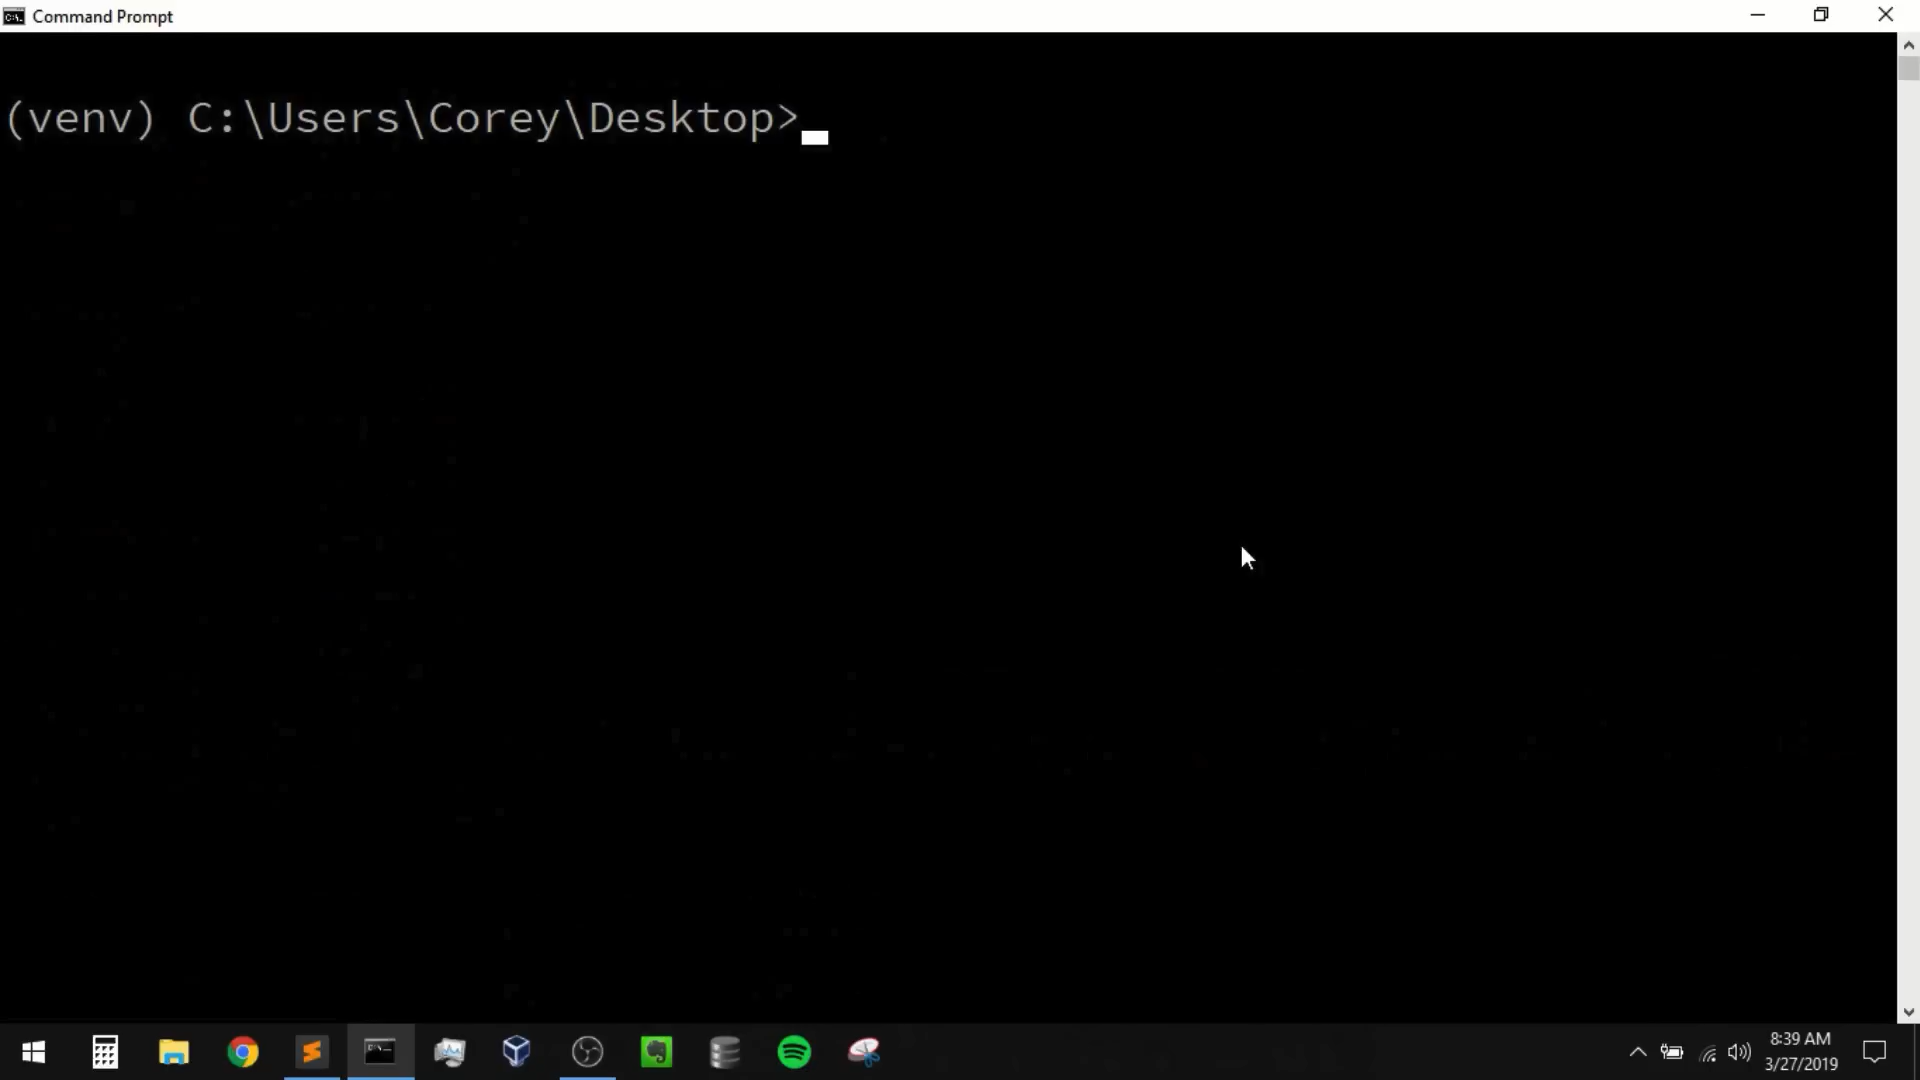 Command Prompt
(venv) C:\Users\Corey\Desktop>
8:39 AM
3/27/2019